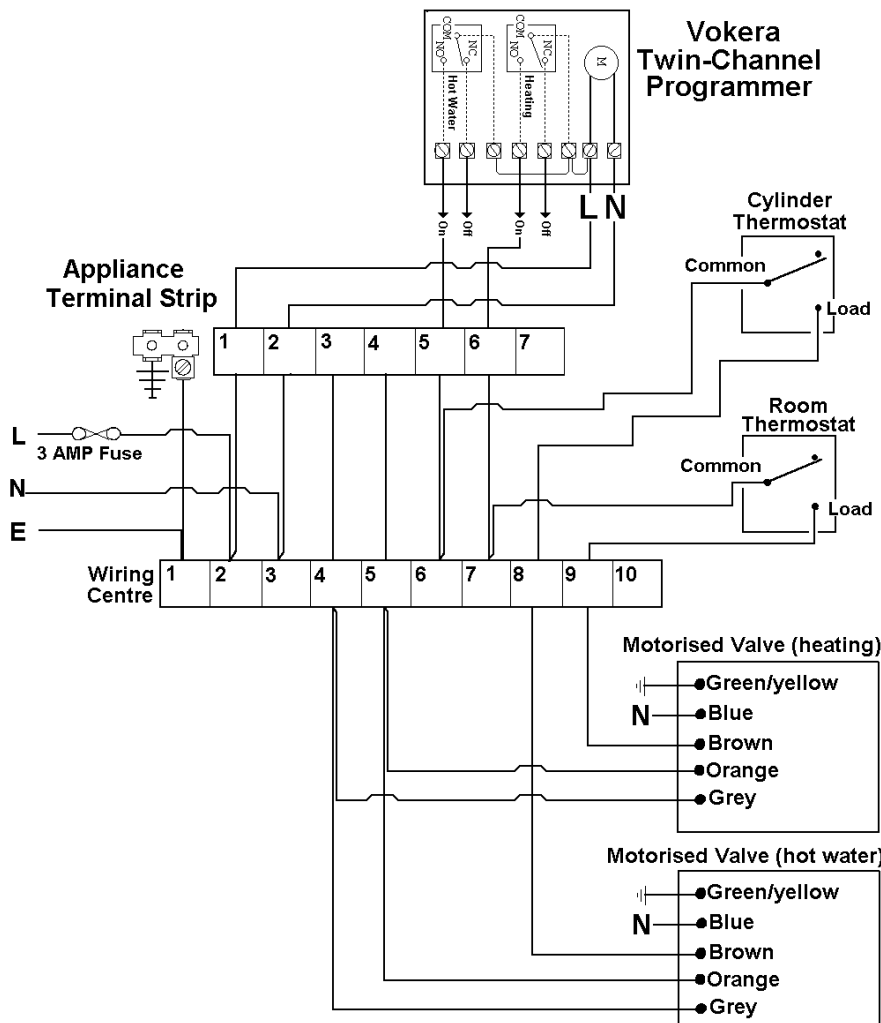 Vokera
Twin-Channel
Programmer
COM
NO
NC
COM
NO
NC
M
Hot Water
Heating
On
Off
On
Off
L N
Cylinder
Thermostat
Common
Load
Appliance
Terminal Strip
1 2 3 4 5 6 7
L
3 AMP Fuse
N
E
Room
Thermostat
Common
Load
Wiring
Centre
1 2 3 4 5 6 7 8 9 10
Motorised Valve (heating)
Green/yellow
N
Blue
Brown
Orange
Grey
Motorised Valve (hot water)
Green/yellow
N
Blue
Brown
Orange
Grey